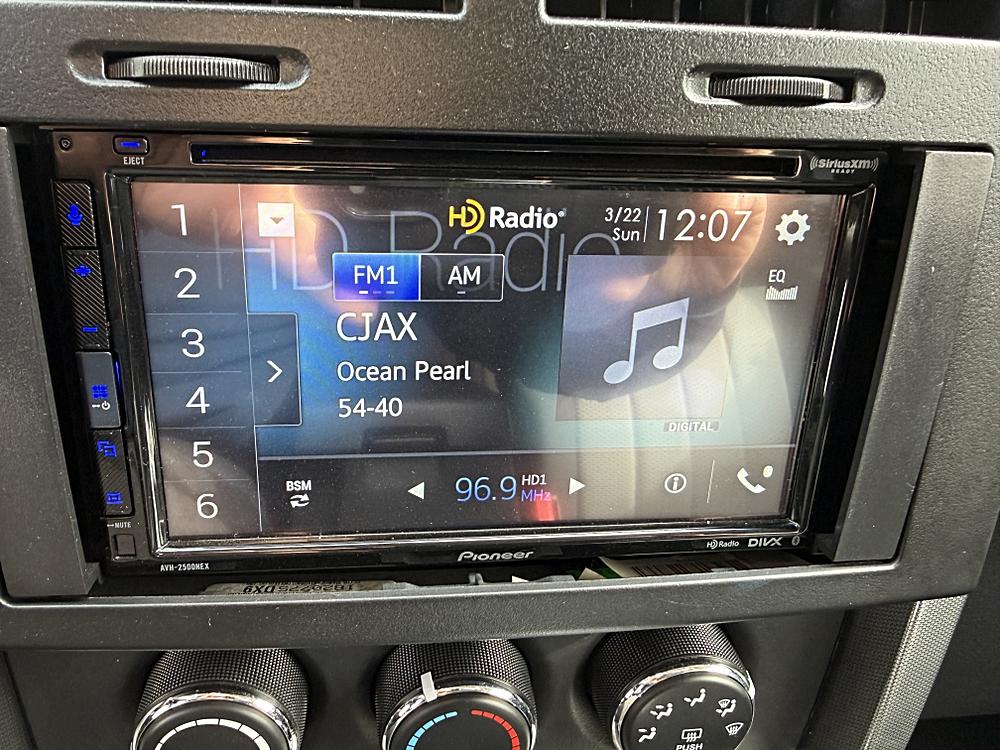 EJECT
((SiriusXM))
READY
1
2
3
4
5
6
HD Radio
HD Radio®
3/22
Sun
12:07
FM1
AM
EQ
CJAX
Ocean Pearl
54-40
DIGITAL
BSM
96.9
HD1
MHz
MUTE
Pioneer
HD Radio
DIVX
AVH-2500NEX
PUSH